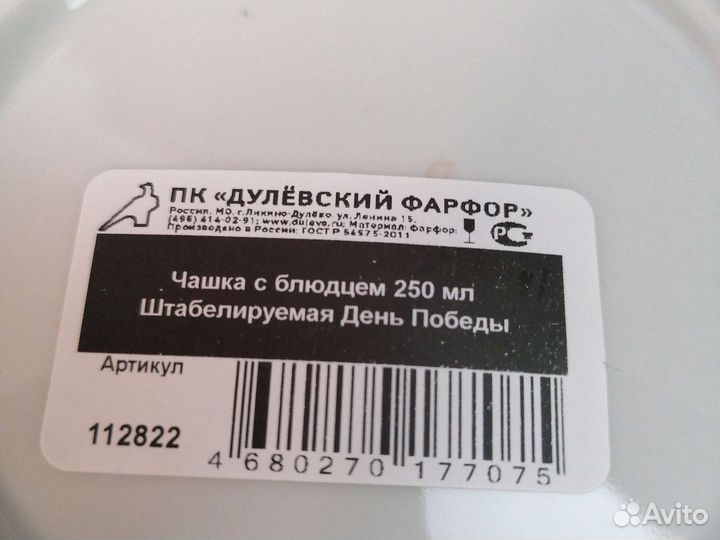 ПК «ДУЛЁВСКИЙ ФАРФОР»
Россия, МО, г.Ликино-Дулёво ул. Ленина 15,
(496) 414-02-91; www.dulevo.ru; Материал: Фарфор;
Произведено в России: ГОСТ Р 54575-2011
РС
Чашка с блюдцем 250 мл
Штабелируемая День Победы
Артикул
112822
4 680270 177075
Avito